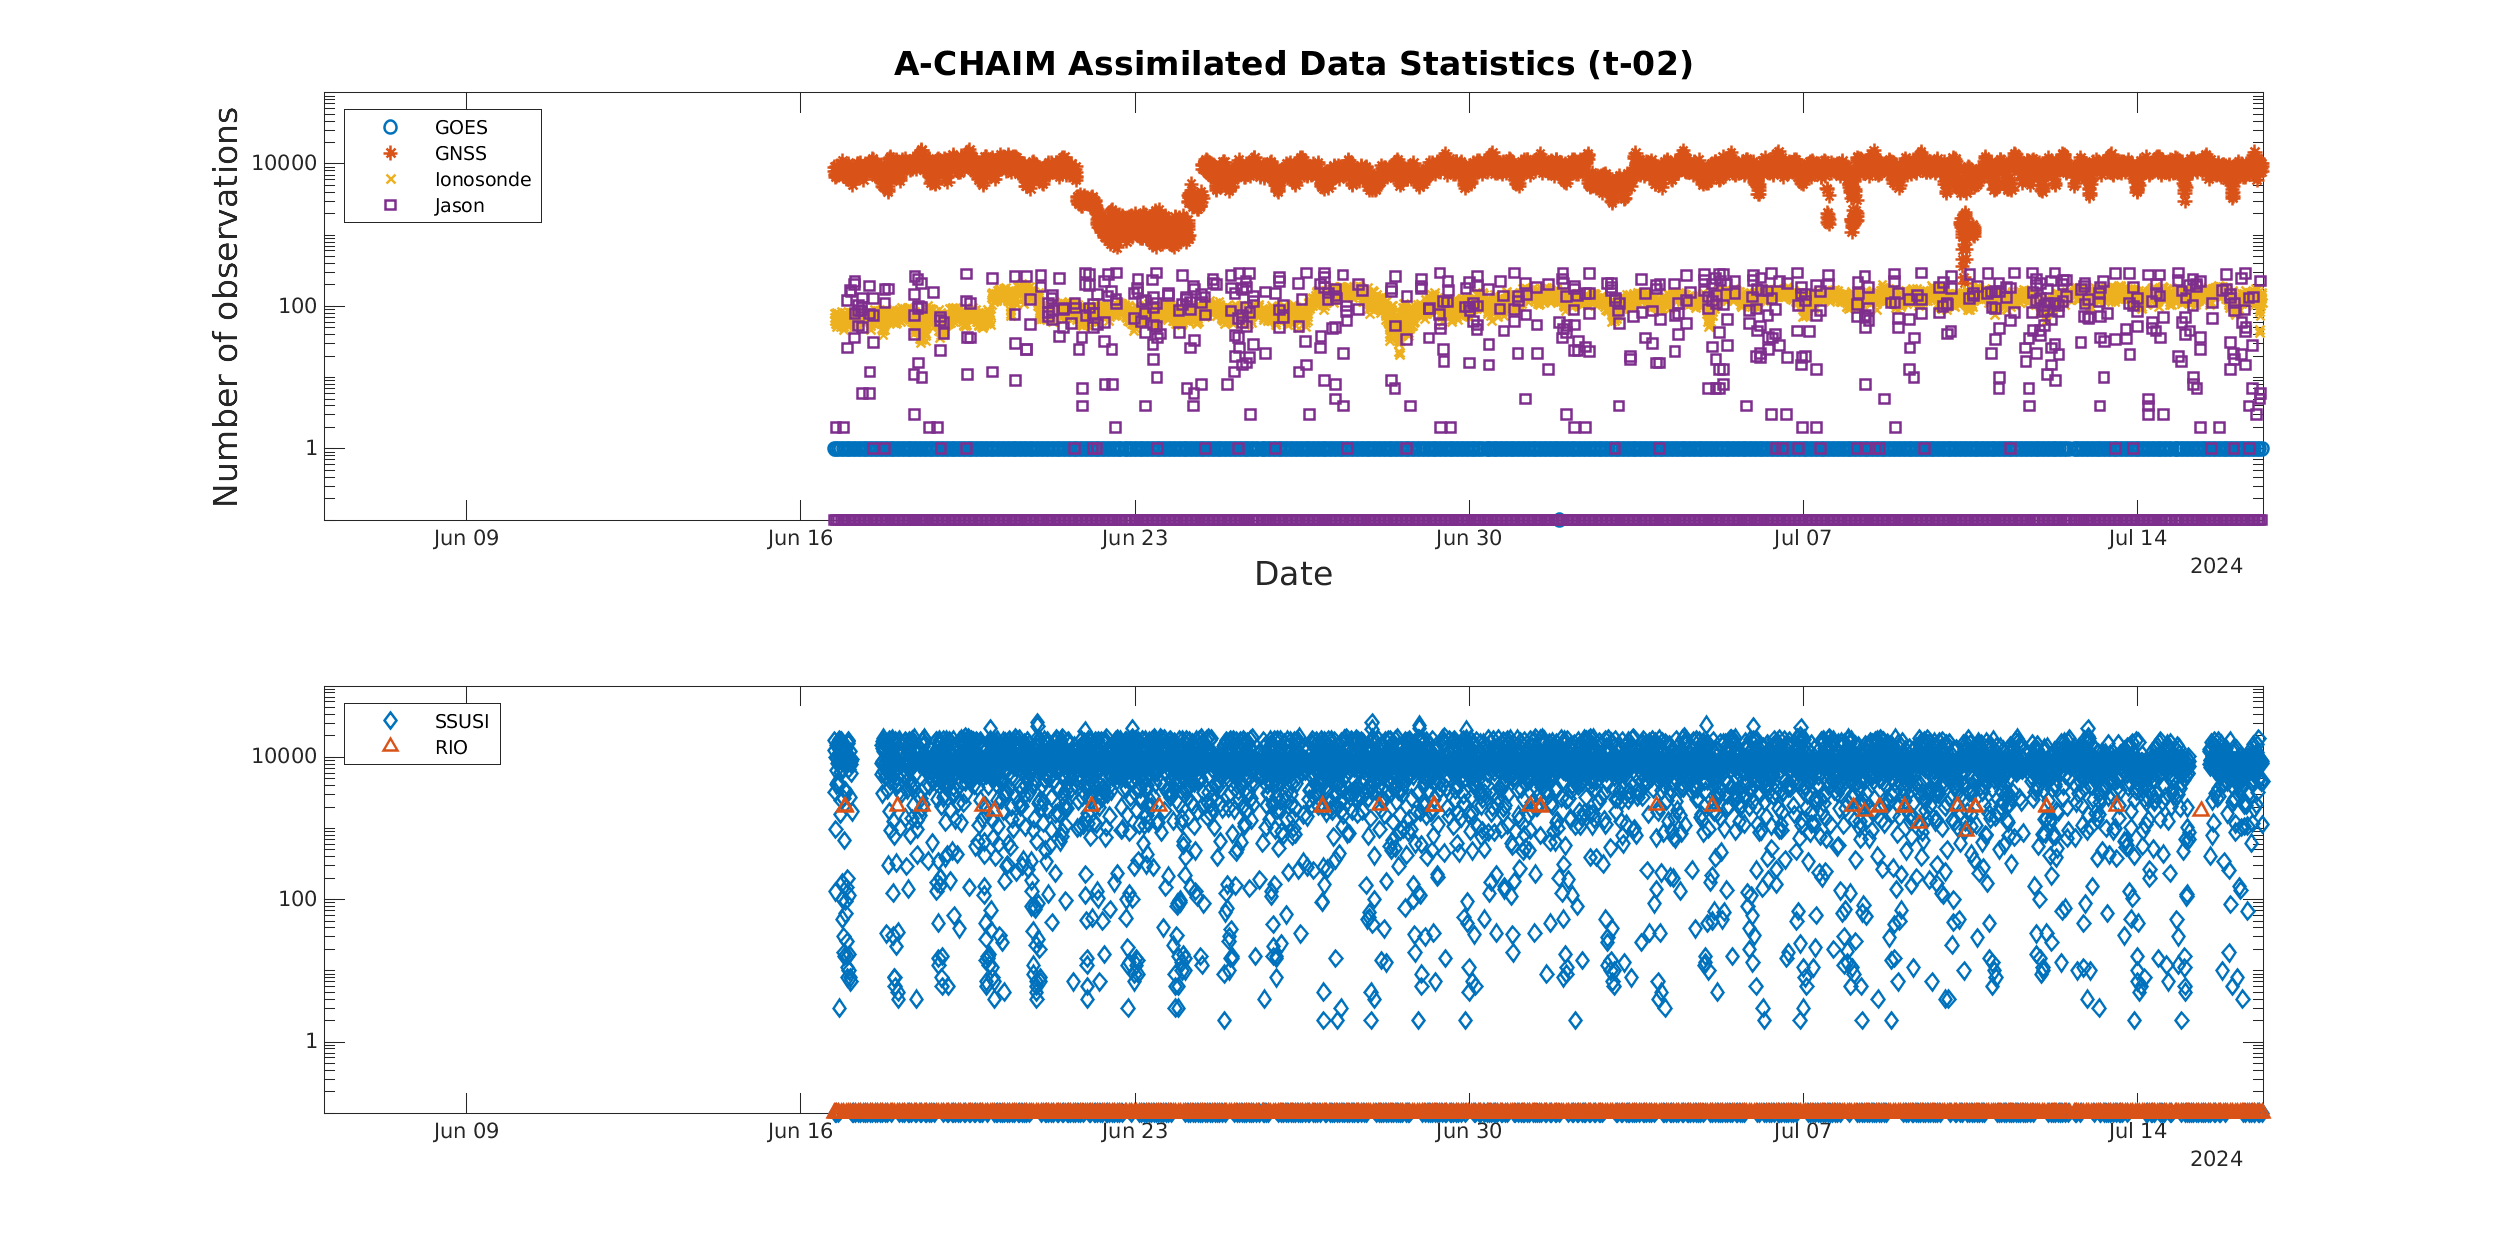 A-CHAIM Assimilated Data Statistics (t-02)
Number of observations
10000
100
1
GOES
GNSS
Ionosonde
Jason
Jun 09
Jun 16
Jun 23
Jun 30
Jul 07
Jul 14
2024
Date
10000
100
1
SSUSI
RIO
Jun 09
Jun 16
Jun 23
Jun 30
Jul 07
Jul 14
2024